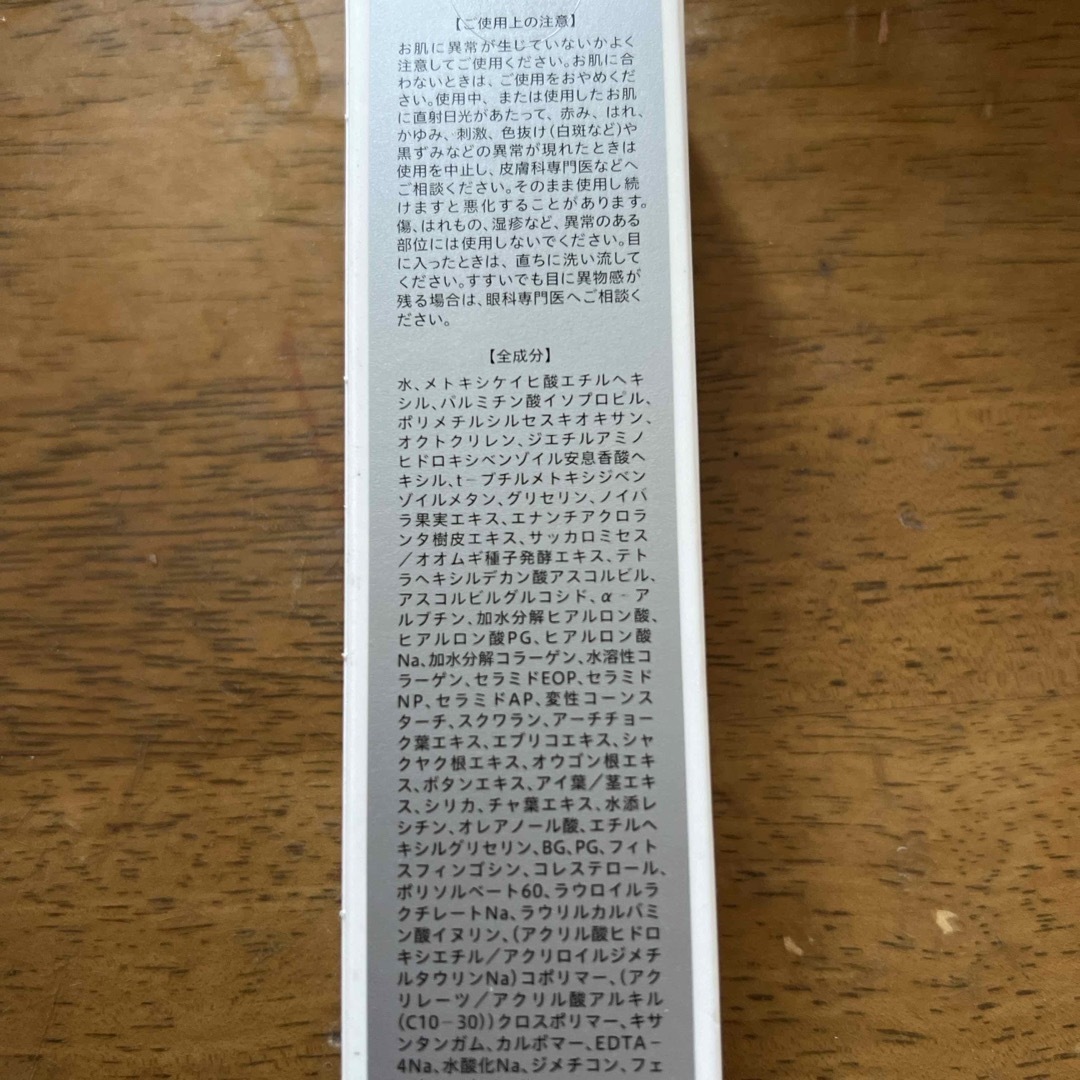 【ご使用上の注意】
お肌に異常が生じていないかよく
注意してご使用ください。お肌に合
わないときは、ご使用をおやめくだ
さい。使用中、または使用したお肌
に直射日光があたって、赤み、はれ、
かゆみ、刺激、色抜け(白斑など)や
黒ずみなどの異常が現れたときは
使用を中止し、皮膚科専門医などへ
ご相談ください。そのまま使用し続
けますと悪化することがあります。
傷、はれもの、湿疹など、異常のある
部位には使用しないでください。目
に入ったときは、直ちに洗い流して
ください。すすいでも目に異物感が
残る場合は、眼科専門医へご相談く
ださい。
【全成分】
水、メトキシケイヒ酸エチルヘキ
シル、パルミチン酸イソプロピル、
ポリメチルシルセスキオキサン、
オクトクリレン、ジエチルアミノ
ヒドロキシベンゾイル安息香酸ヘ
キシル、t-ブチルメトキシジベン
ゾイルメタン、グリセリン、ノイバ
ラ果実エキス、エナンチアクロラ
ンタ樹皮エキス、サッカロミセス
/オオムギ種子発酵エキス、テト
ラヘキシルデカン酸アスコルビル、
アスコルビルグルコシド、α-ア
ルブチン、加水分解ヒアルロン酸、
ヒアルロン酸PG、ヒアルロン酸
Na、加水分解コラーゲン、水溶性コ
ラーゲン、セラミドEOP、セラミド
NP、セラミドAP、変性コーンス
ターチ、スクワラン、アーチチョー
ク葉エキス、エブリコエキス、シャ
クヤク根エキス、オウゴン根エキ
ス、ボタンエキス、アイ葉/茎エキ
ス、シリカ、チャ葉エキス、水添レ
シチン、オレアノール酸、エチルヘ
キシルグリセリン、BG、PG、フィト
スフィンゴシン、コレステロール、
ポリソルベート60、ラウロイルラ
クチレートNa、ラウリルカルバミ
ン酸イヌリン、(アクリル酸ヒドロ
キシエチル/アクリロイルジメチ
ルタウリンNa)コポリマー、(アク
リレーツ/アクリル酸アルキル
(C10-30))クロスポリマー、キサ
ンタンガム、カルボマー、EDTA-
4Na、水酸化Na、ジメチコン、フェ